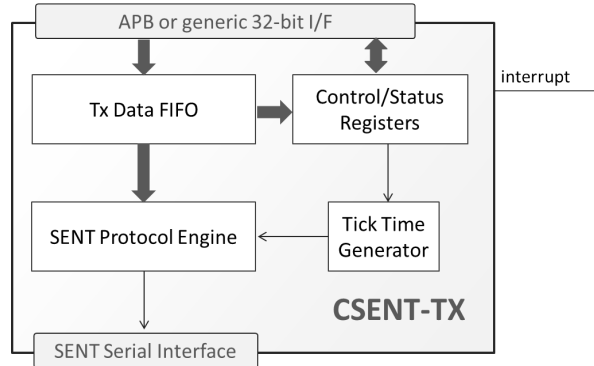 APB or generic 32-bit I/F
interrupt
Tx Data FIFO
Control/Status
Registers
SENT Protocol Engine
Tick Time
Generator
CSENT-TX
SENT Serial Interface